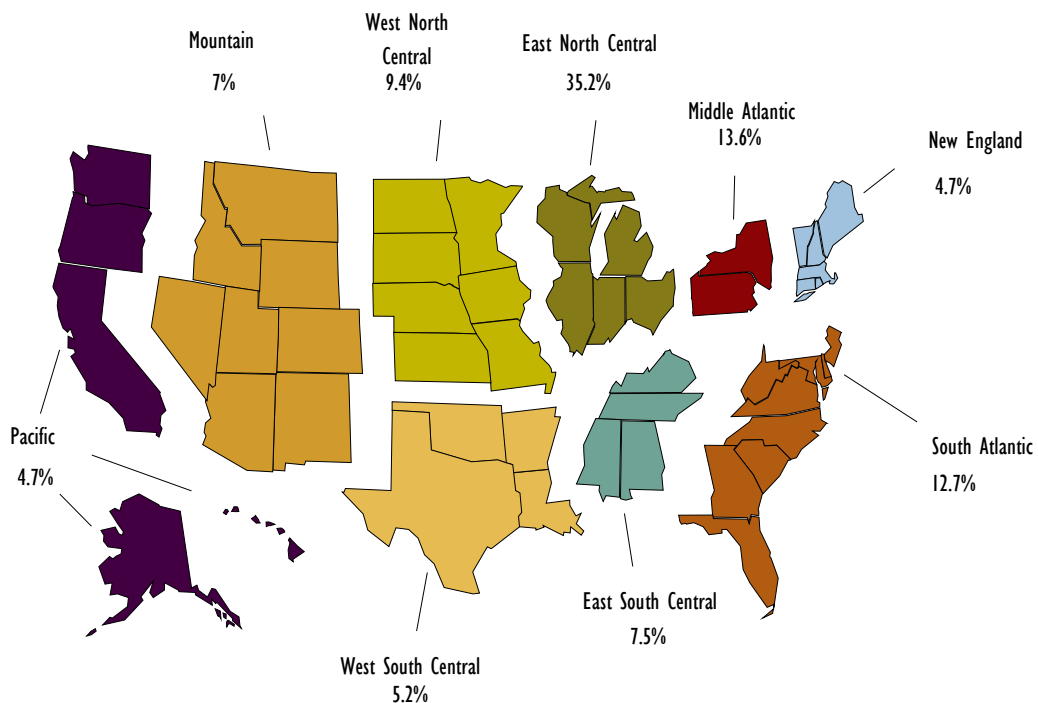 Mountain
7%
West North
Central
9.4%
East North Central
35.2%
Middle Atlantic
13.6%
New England
4.7%
Pacific
4.7%
South Atlantic
12.7%
East South Central
7.5%
West South Central
5.2%